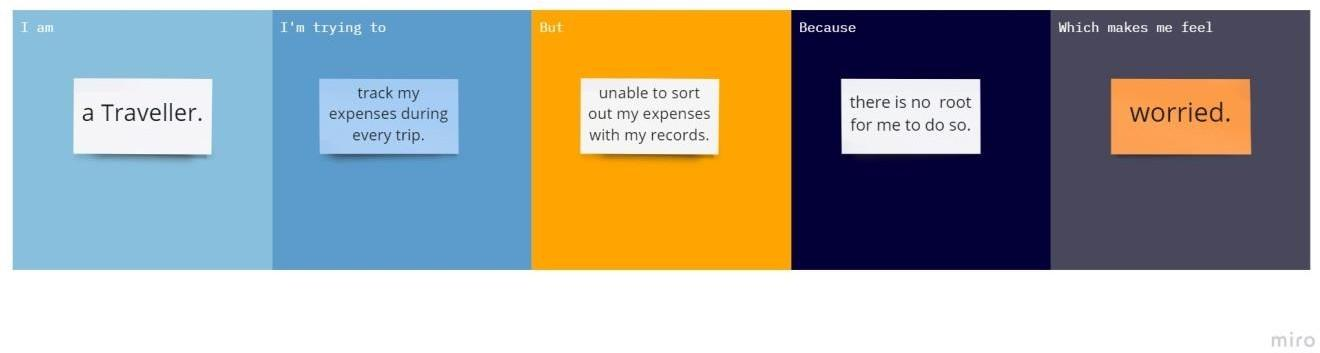 I am
a Traveller.
I'm trying to
track my
expenses during
every trip.
But
unable to sort
out my expenses
with my records.
Because
there is no root
for me to do so.
Which makes me feel
worried.
miro